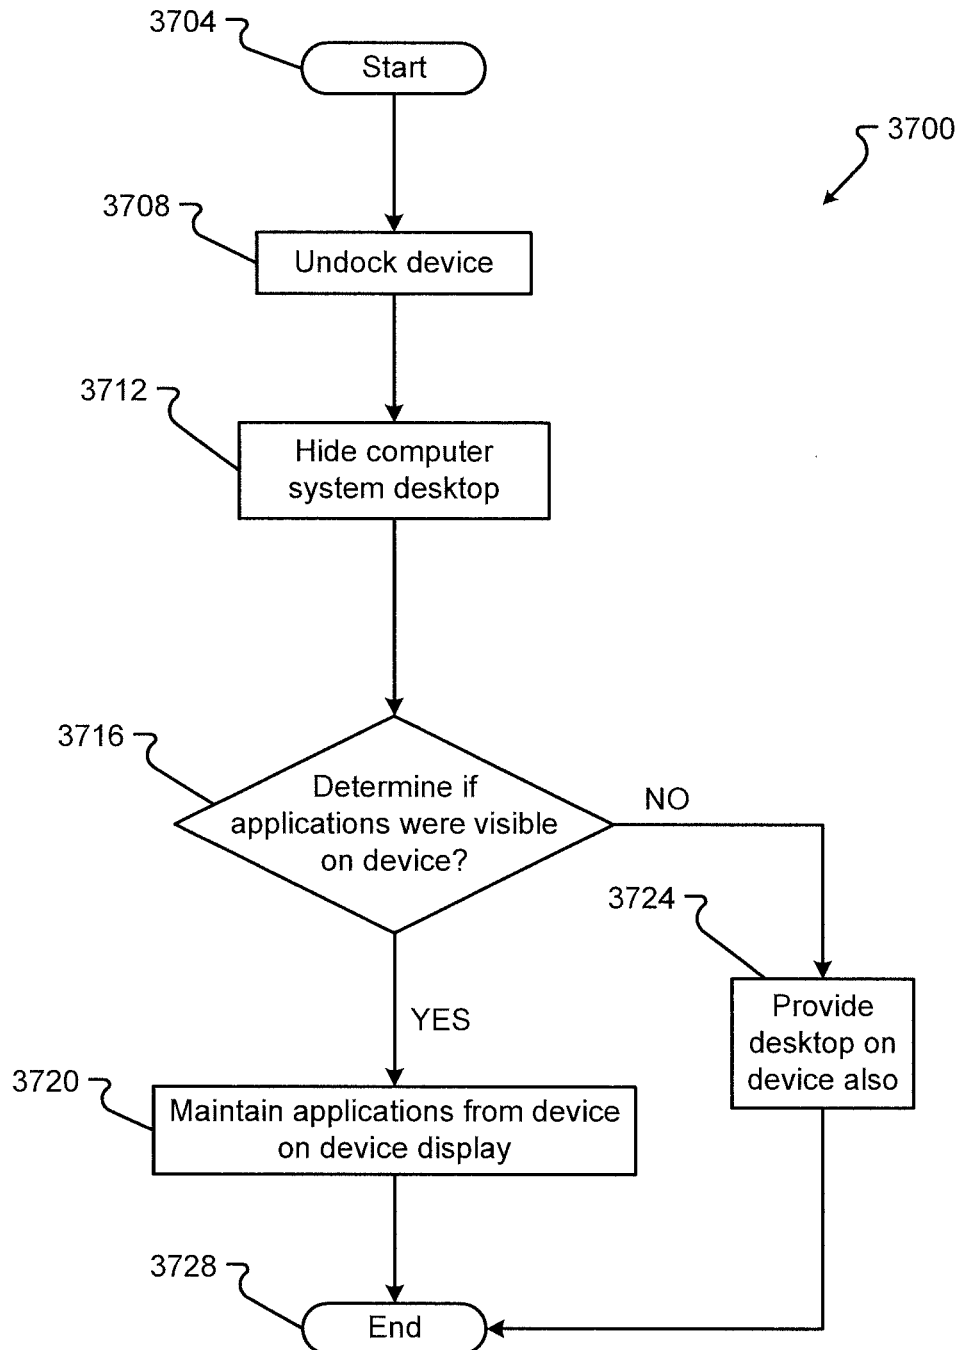 3704
Start
3700
3708
Undock device
3712
Hide computer
system desktop
3716
Determine if
applications were visible
on device?
NO
3724
Provide
desktop on
device also
YES
3720
Maintain applications from device
on device display
3728
End